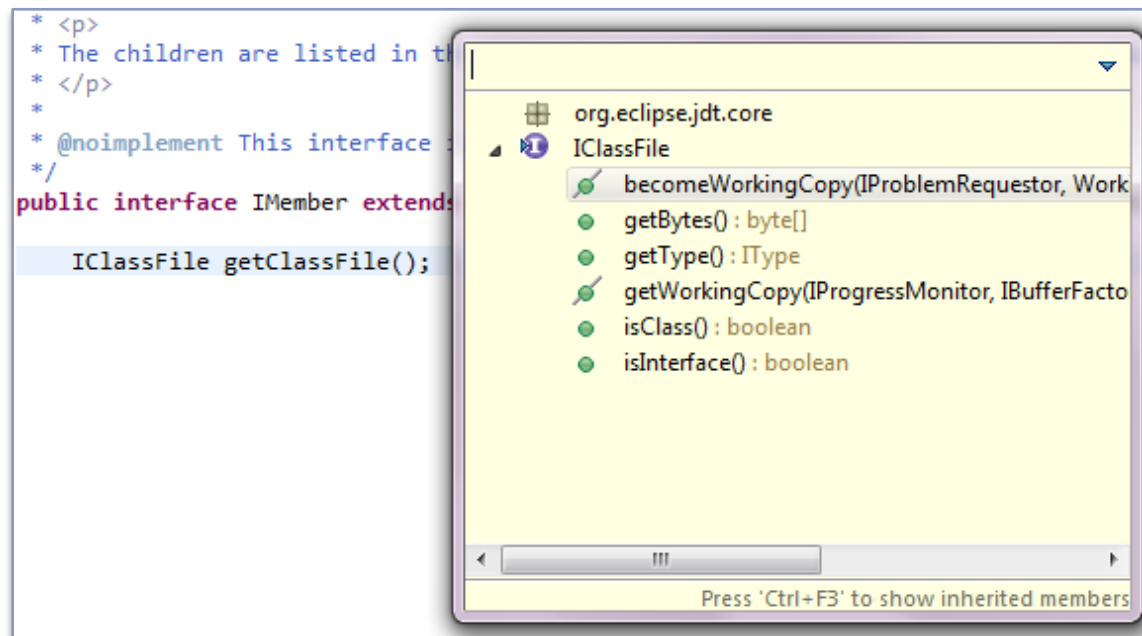 * <p>
* The children are listed in th
* </p>
*
* @noimplement This interface
*/
public interface IMember extends
IClassFile getClassFile();
org.eclipse.jdt.core
IClassFile
becomeWorkingCopy(IProblemRequestor, Work
getBytes() : byte[]
getType() : IType
getWorkingCopy(IProgressMonitor, IBufferFacto
isClass() : boolean
isInterface() : boolean
Press 'Ctrl+F3' to show inherited members